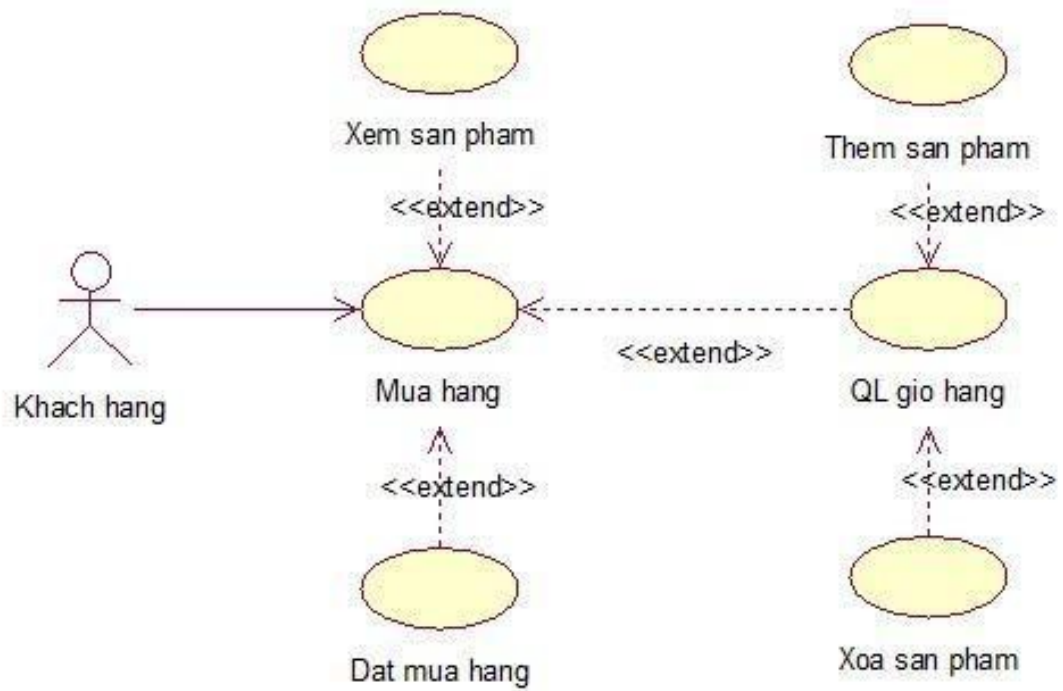 Xem san pham
Them san pham
<<extend>>
<<extend>>
Khach hang
Mua hang
<<extend>>
QL gio hang
<<extend>>
<<extend>>
Dat mua hang
Xoa san pham